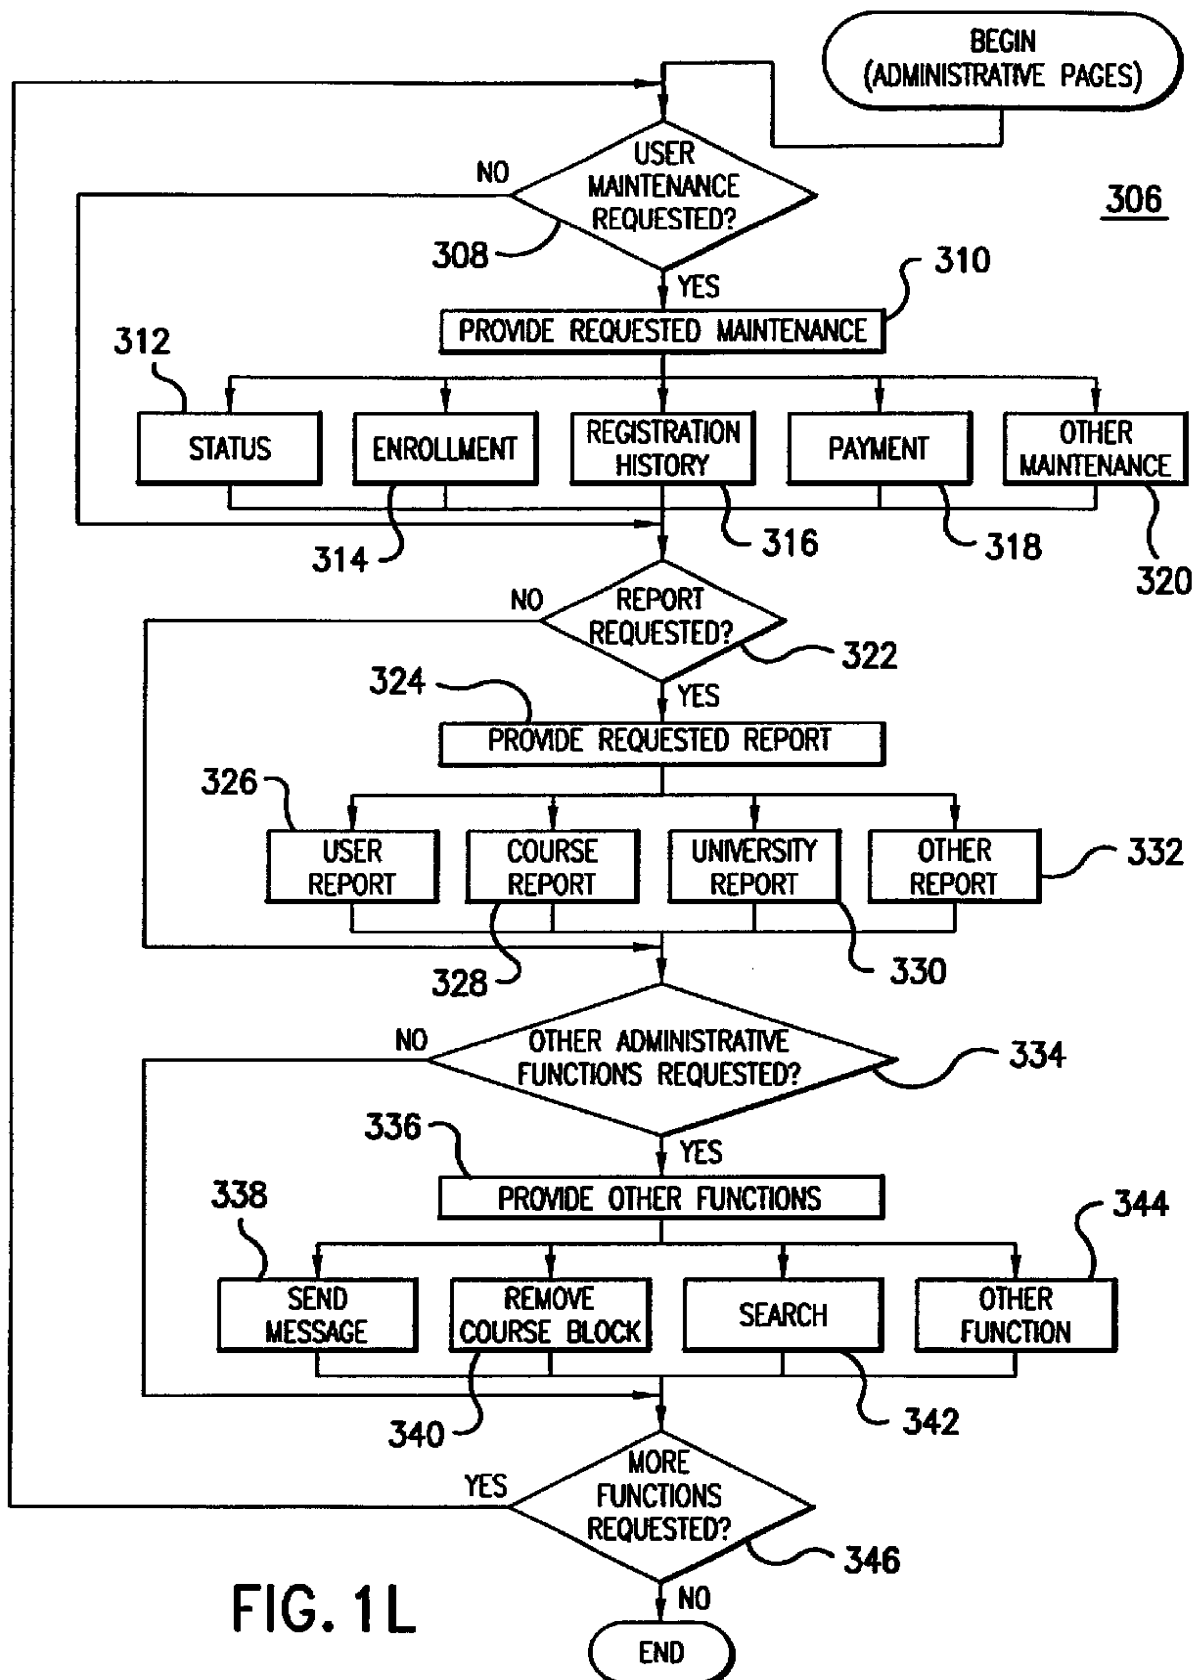 BEGIN
(ADMINISTRATIVE PAGES)
USER
MAINTENANCE
REQUESTED?
NO
306
308
YES
310
PROVIDE REQUESTED MAINTENANCE
312
STATUS
ENROLLMENT
REGISTRATION
HISTORY
PAYMENT
OTHER
MAINTENANCE
314
316
318
320
NO
REPORT
REQUESTED?
322
324
YES
PROVIDE REQUESTED REPORT
326
USER
REPORT
COURSE
REPORT
UNIVERSITY
REPORT
OTHER
REPORT
332
328
330
NO
OTHER ADMINISTRATIVE
FUNCTIONS REQUESTED?
334
336
YES
PROVIDE OTHER FUNCTIONS
338
344
SEND
MESSAGE
REMOVE
COURSE BLOCK
SEARCH
OTHER
FUNCTION
340
342
YES
MORE
FUNCTIONS
REQUESTED?
346
NO
FIG. 1L
END